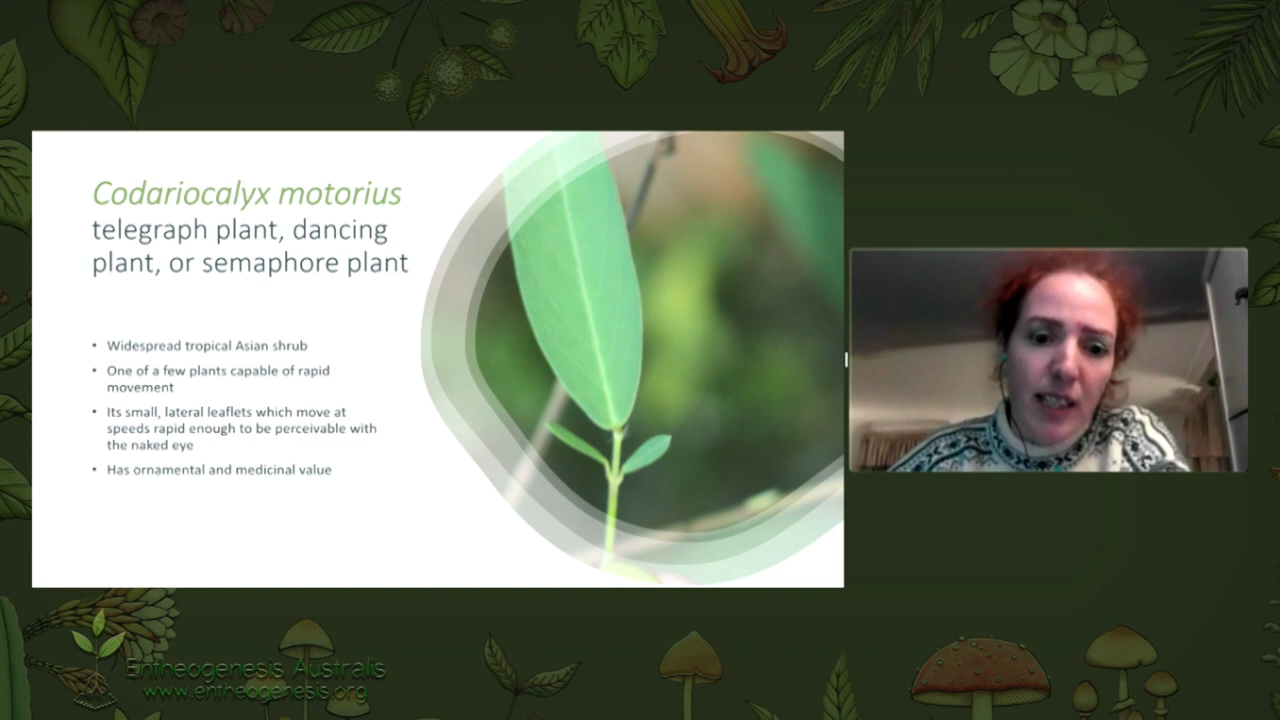 Codariocalyx motorius
telegraph plant, dancing
plant, or semaphore plant
• Widespread tropical Asian shrub
• One of a few plants capable of rapid
movement
• Its small, lateral leaflets which move at
speeds rapid enough to be perceivable with
the naked eye
• Has ornamental and medicinal value
Entheogenesis Australis
www.entheogenesis.org